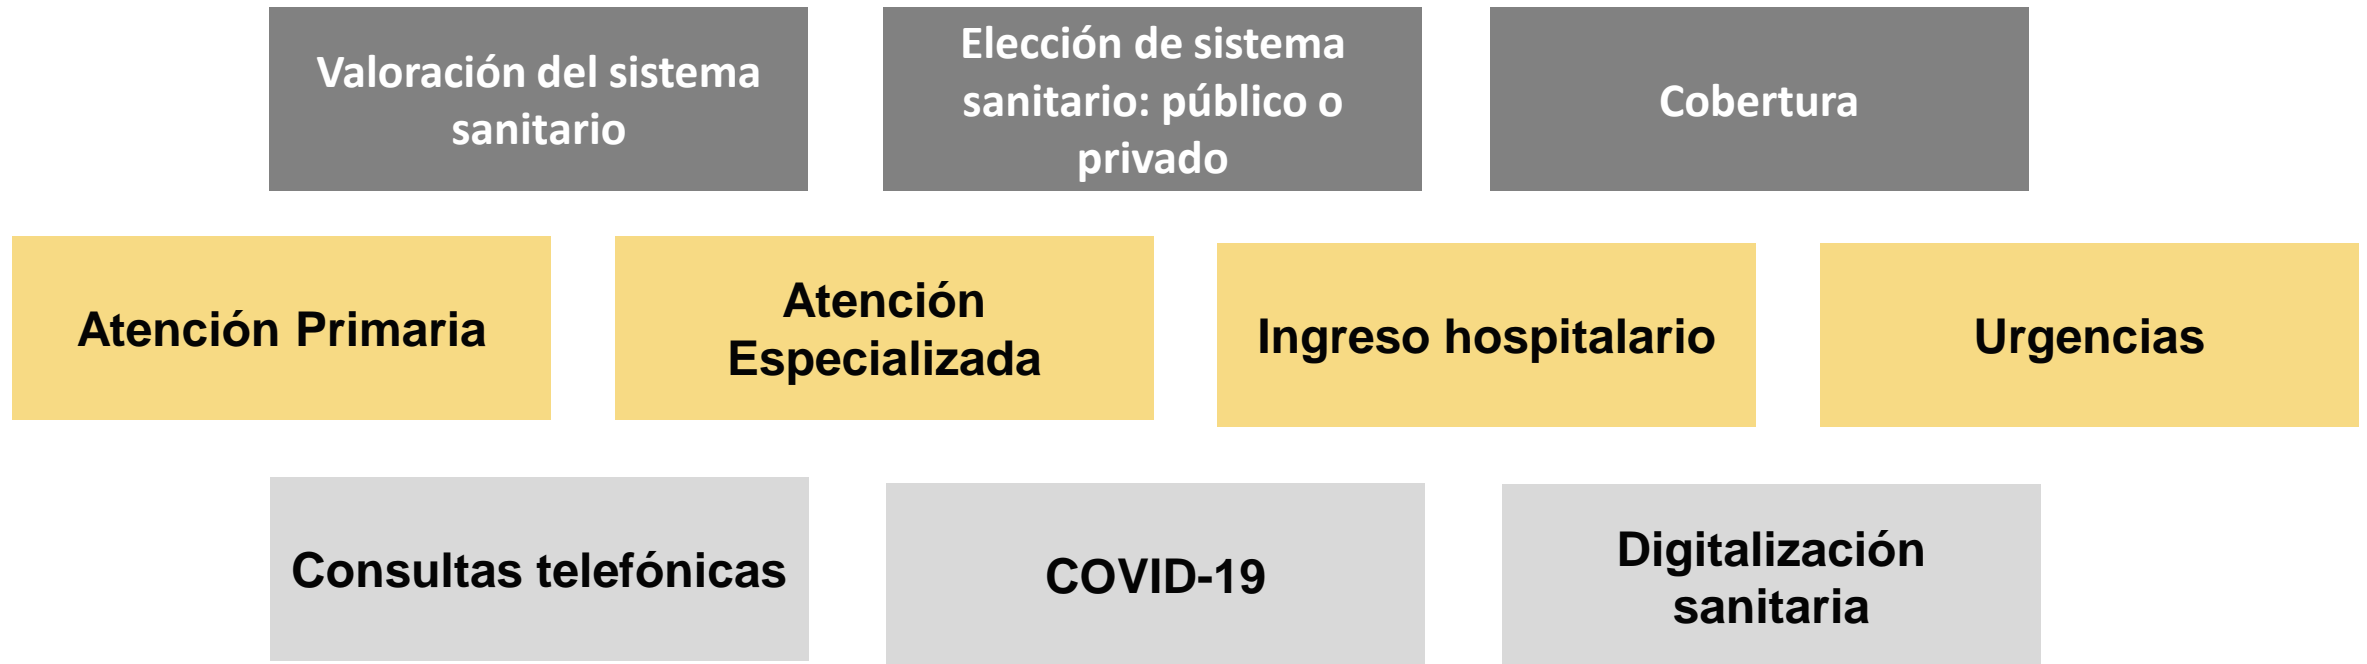 Valoración del sistema
sanitario
Elección de sistema
sanitario: público o
privado
Cobertura
Atención Primaria
Atención
Especializada
Ingreso hospitalario
Urgencias
Consultas telefónicas
COVID-19
Digitalización
sanitaria